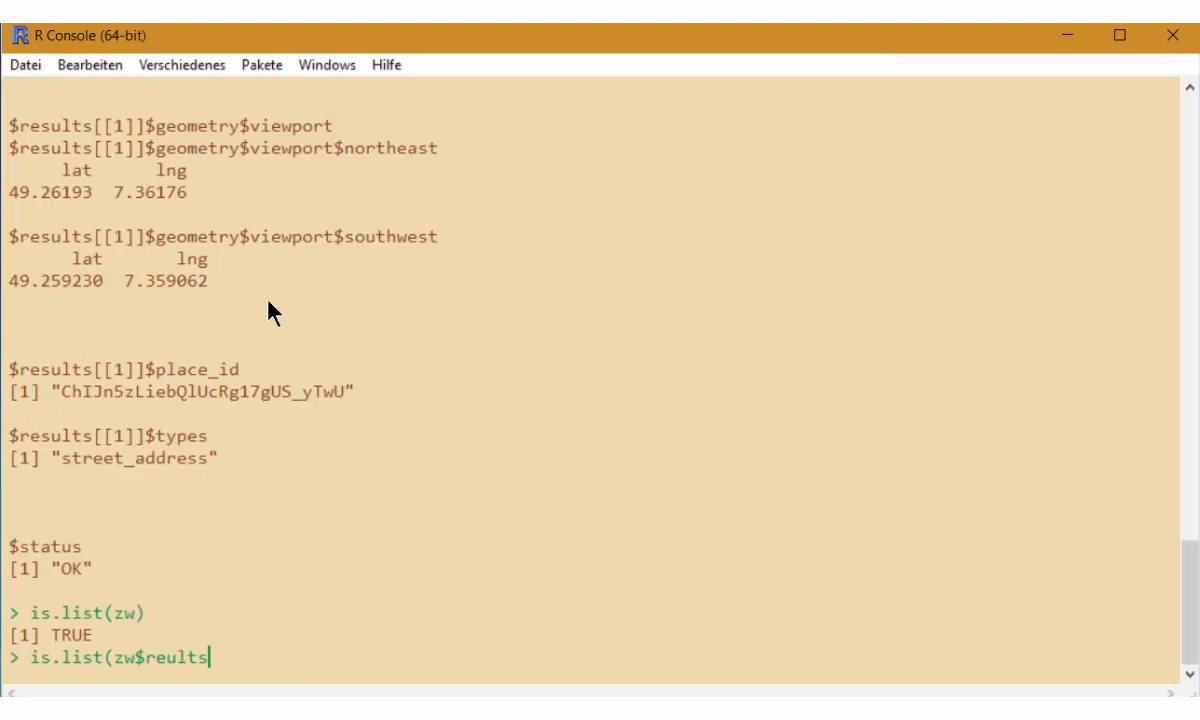 R Console (64-bit)
Datei Bearbeiten Verschiedenes Pakete Windows Hilfe
$results[[1]]$geometry$viewport
$results[[1]]$geometry$viewport$northeast
lat lng
49.26193 7.36176
$results[[1]]$geometry$viewport$southwest
lat lng
49.259230 7.359062
$results[[1]]$place_id
[1] "ChIJn5zLiebQlUcRg17gUS_yTwU"
$results[[1]]$types
[1] "street_address"
$status
[1] "OK"
> is.list(zw)
[1] TRUE
> is.list(zw$reults